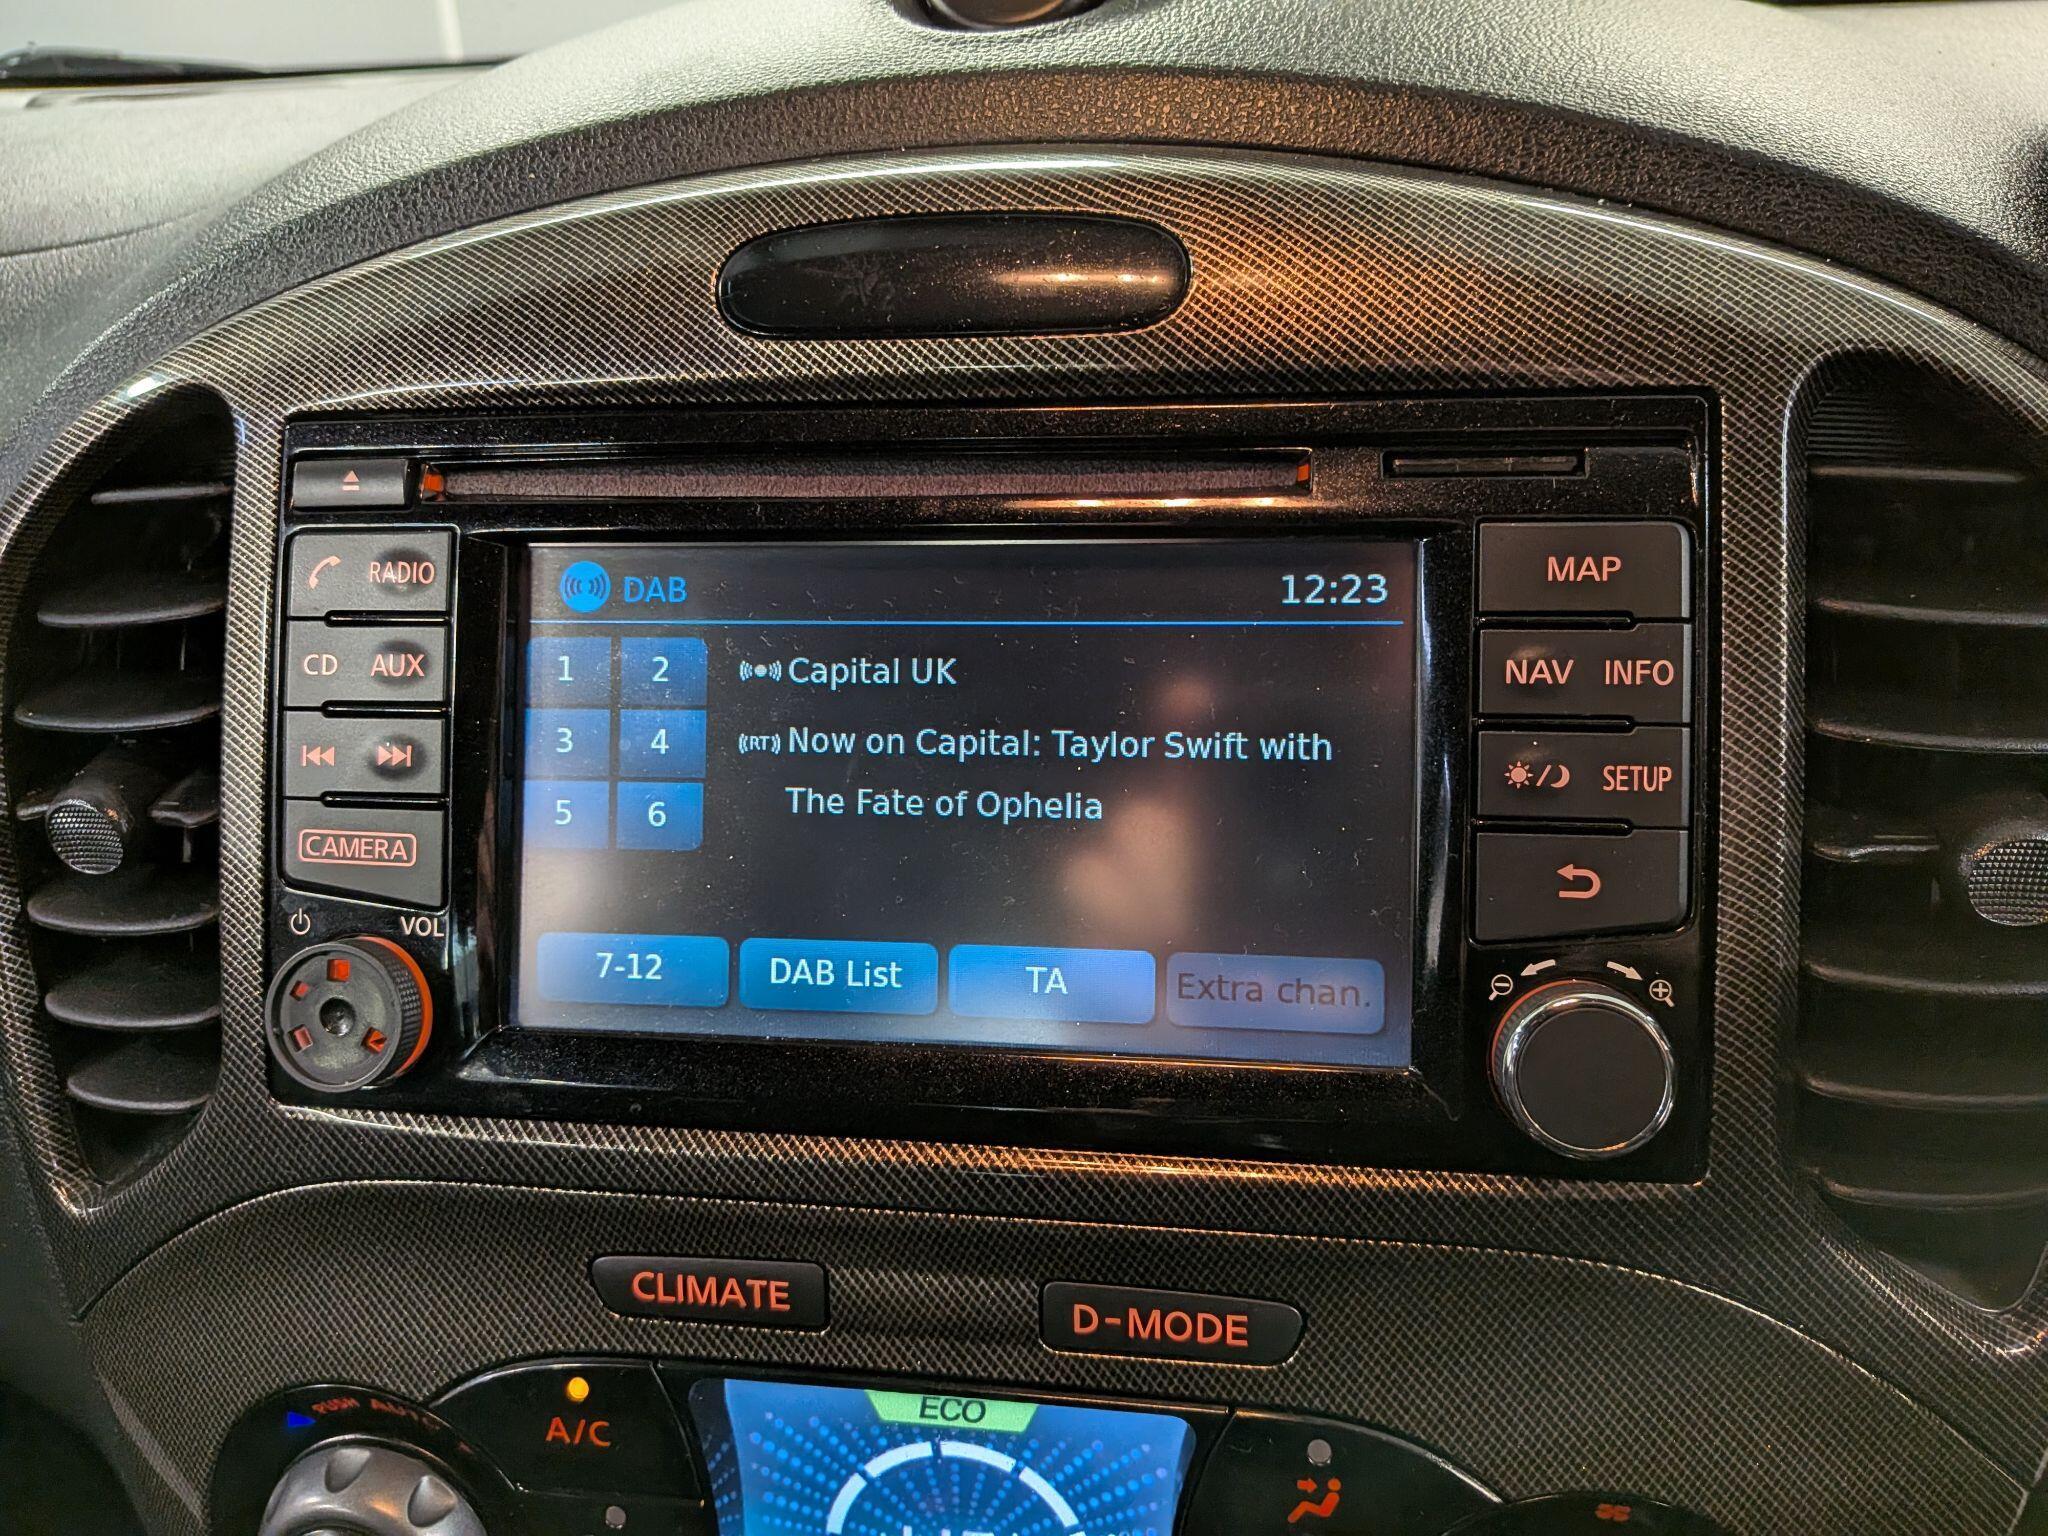 DAB 12:23
1 2
3 4
5 6
Capital UK
RT Now on Capital: Taylor Swift with
The Fate of Ophelia
7-12 DAB List TA Extra chan.
RADIO
CD AUX
CAMERA
VOL
MAP
NAV INFO
SETUP
CLIMATE
D-MODE
PUSH AUTO
A/C
ECO